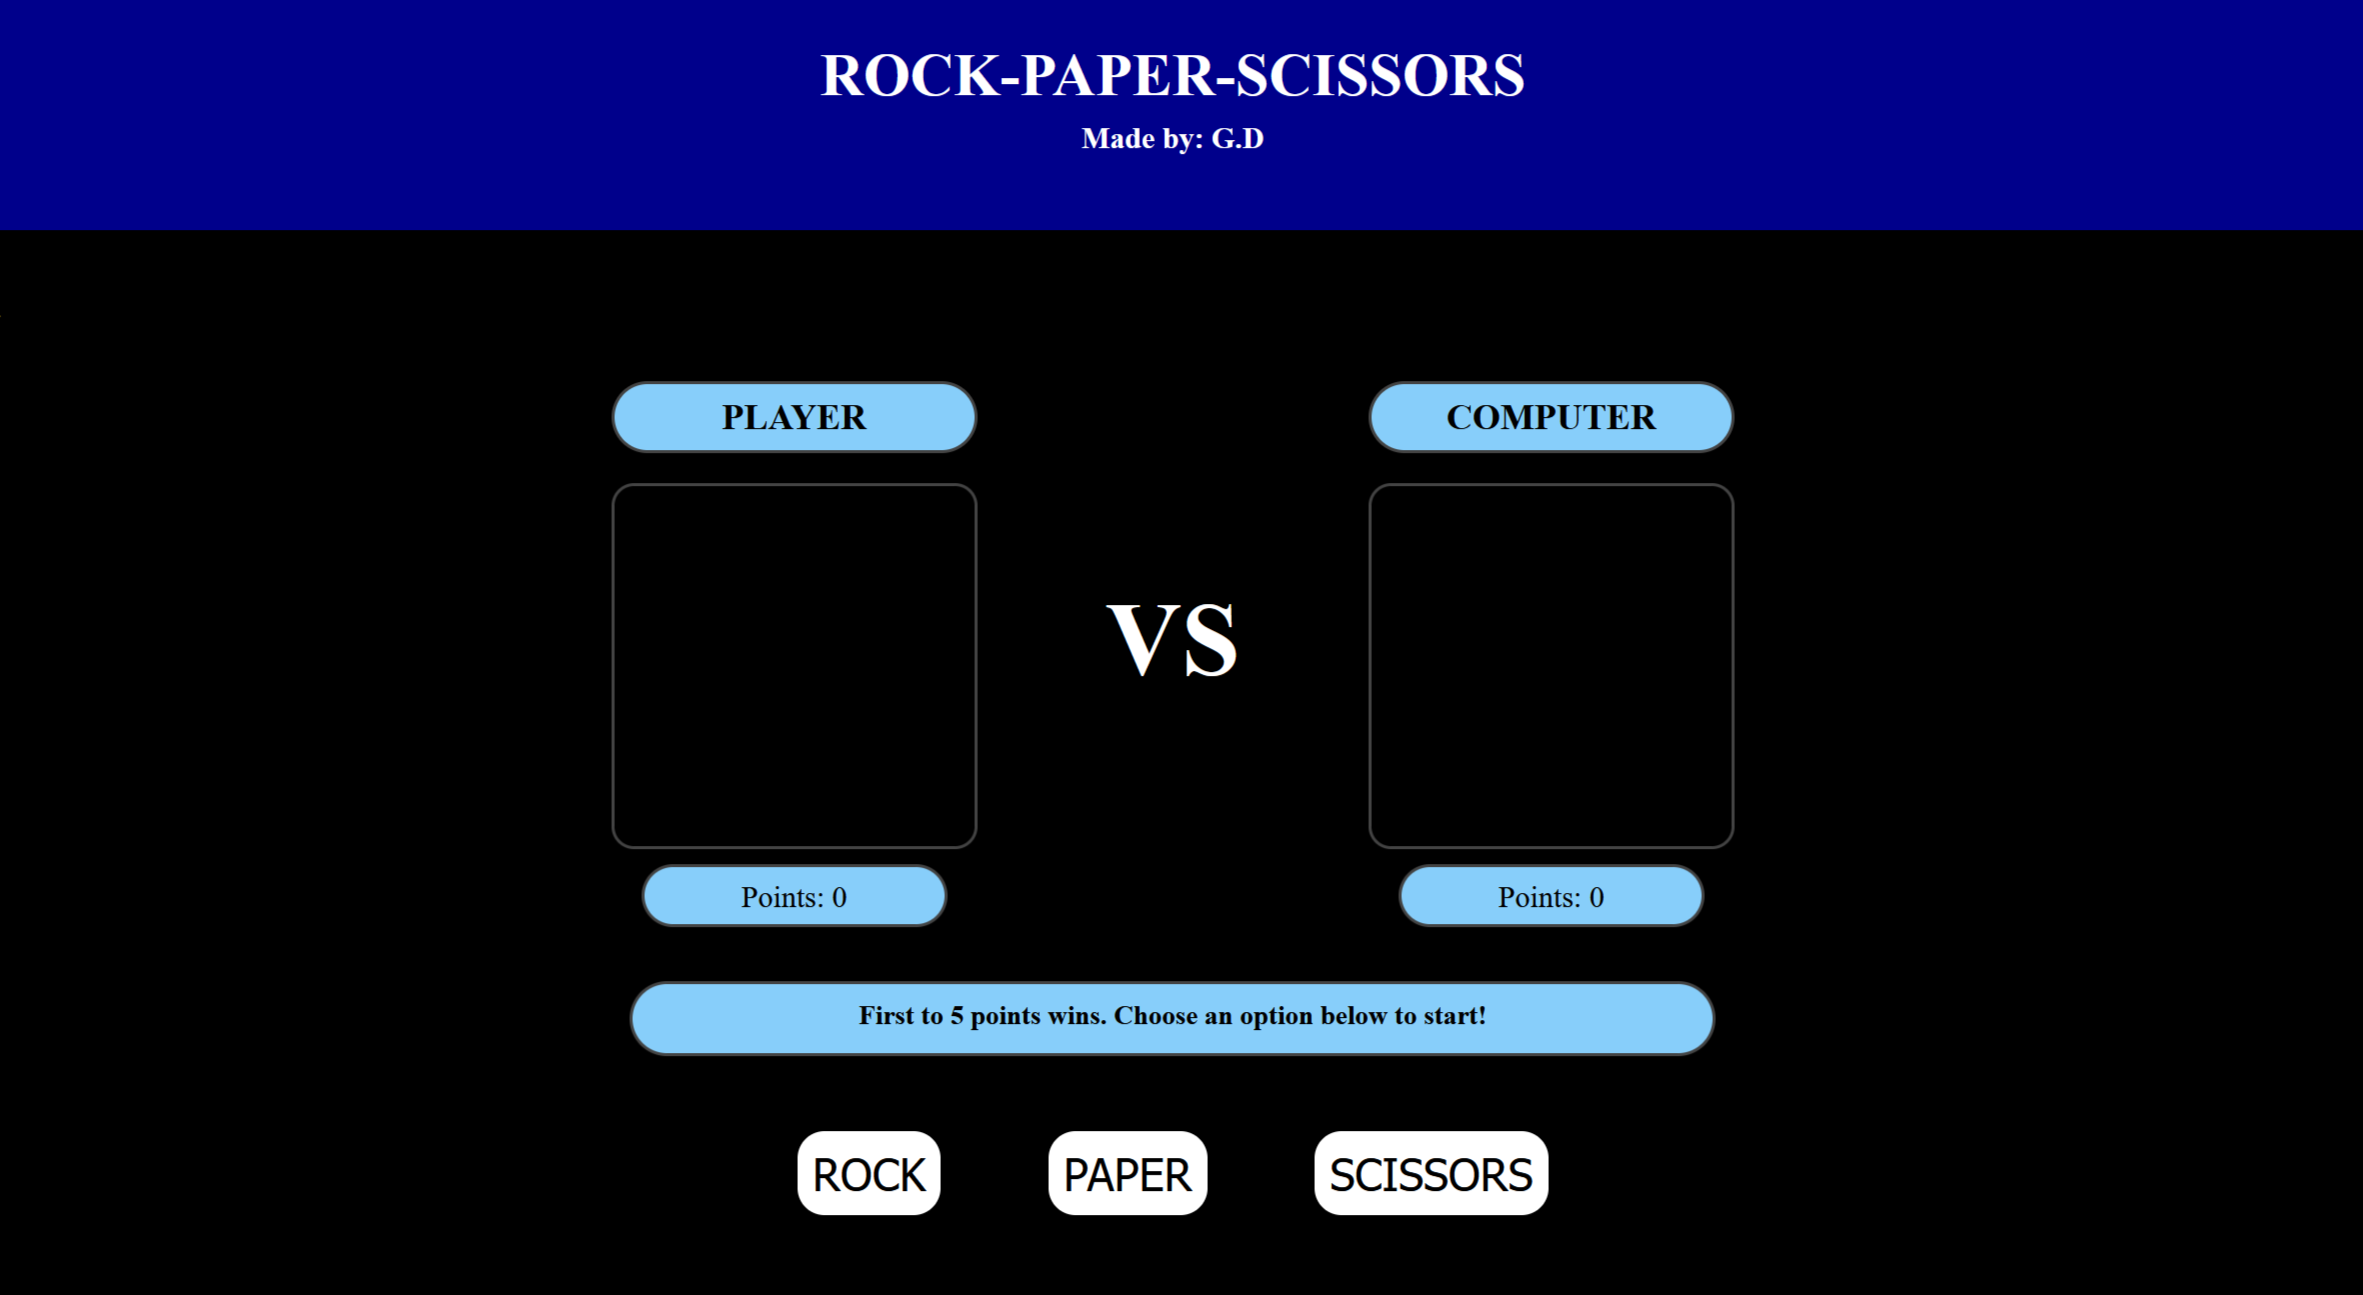 ROCK-PAPER-SCISSORS
Made by: G.D
PLAYER
COMPUTER
VS
Points: 0
Points: 0
First to 5 points wins. Choose an option below to start!
ROCK
PAPER
SCISSORS